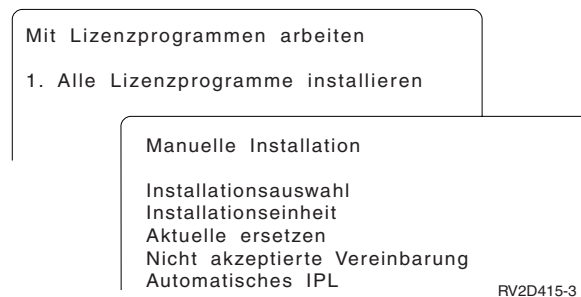 Mit Lizenzprogrammen arbeiten
1. Alle Lizenzprogramme installieren
Manuelle Installation
Installationsauswahl
Installationseinheit
Aktuelle ersetzen
Nicht akzeptierte Vereinbarung
Automatisches IPL
RV2D415-3